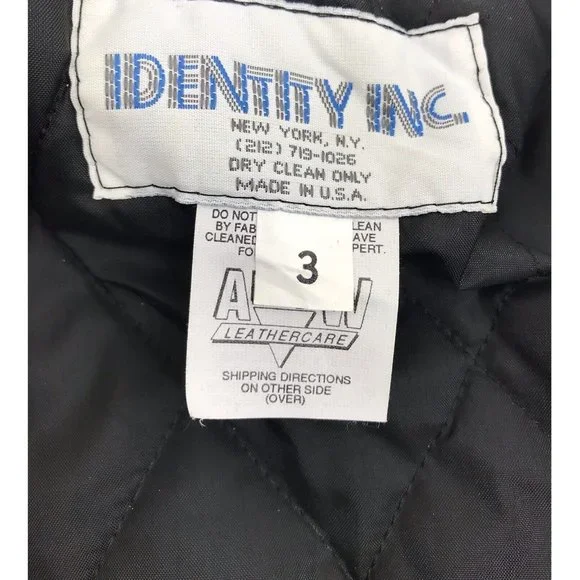 IDENTITY INC.
NEW YORK, N.Y.
(212) 719-1026
DRY CLEAN ONLY
MADE IN U.S.A.
DO NOT LEAN
BY FAB AVE
CLEANED PERT.
FO
3
A W
LEATHERCARE
SHIPPING DIRECTIONS
ON OTHER SIDE
(OVER)